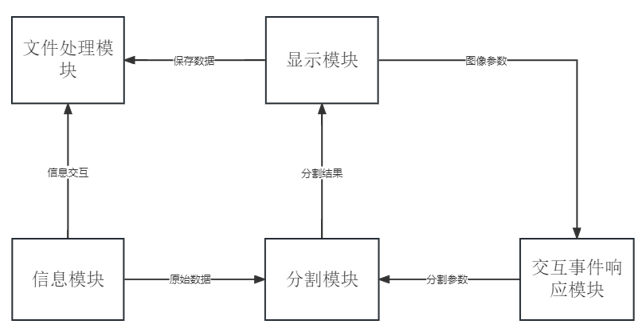 文件处理模
块
保存数据
显示模块
图像参数
信息交互
分割结果
信息模块
原始数据
分割模块
分割参数
交互事件响
应模块